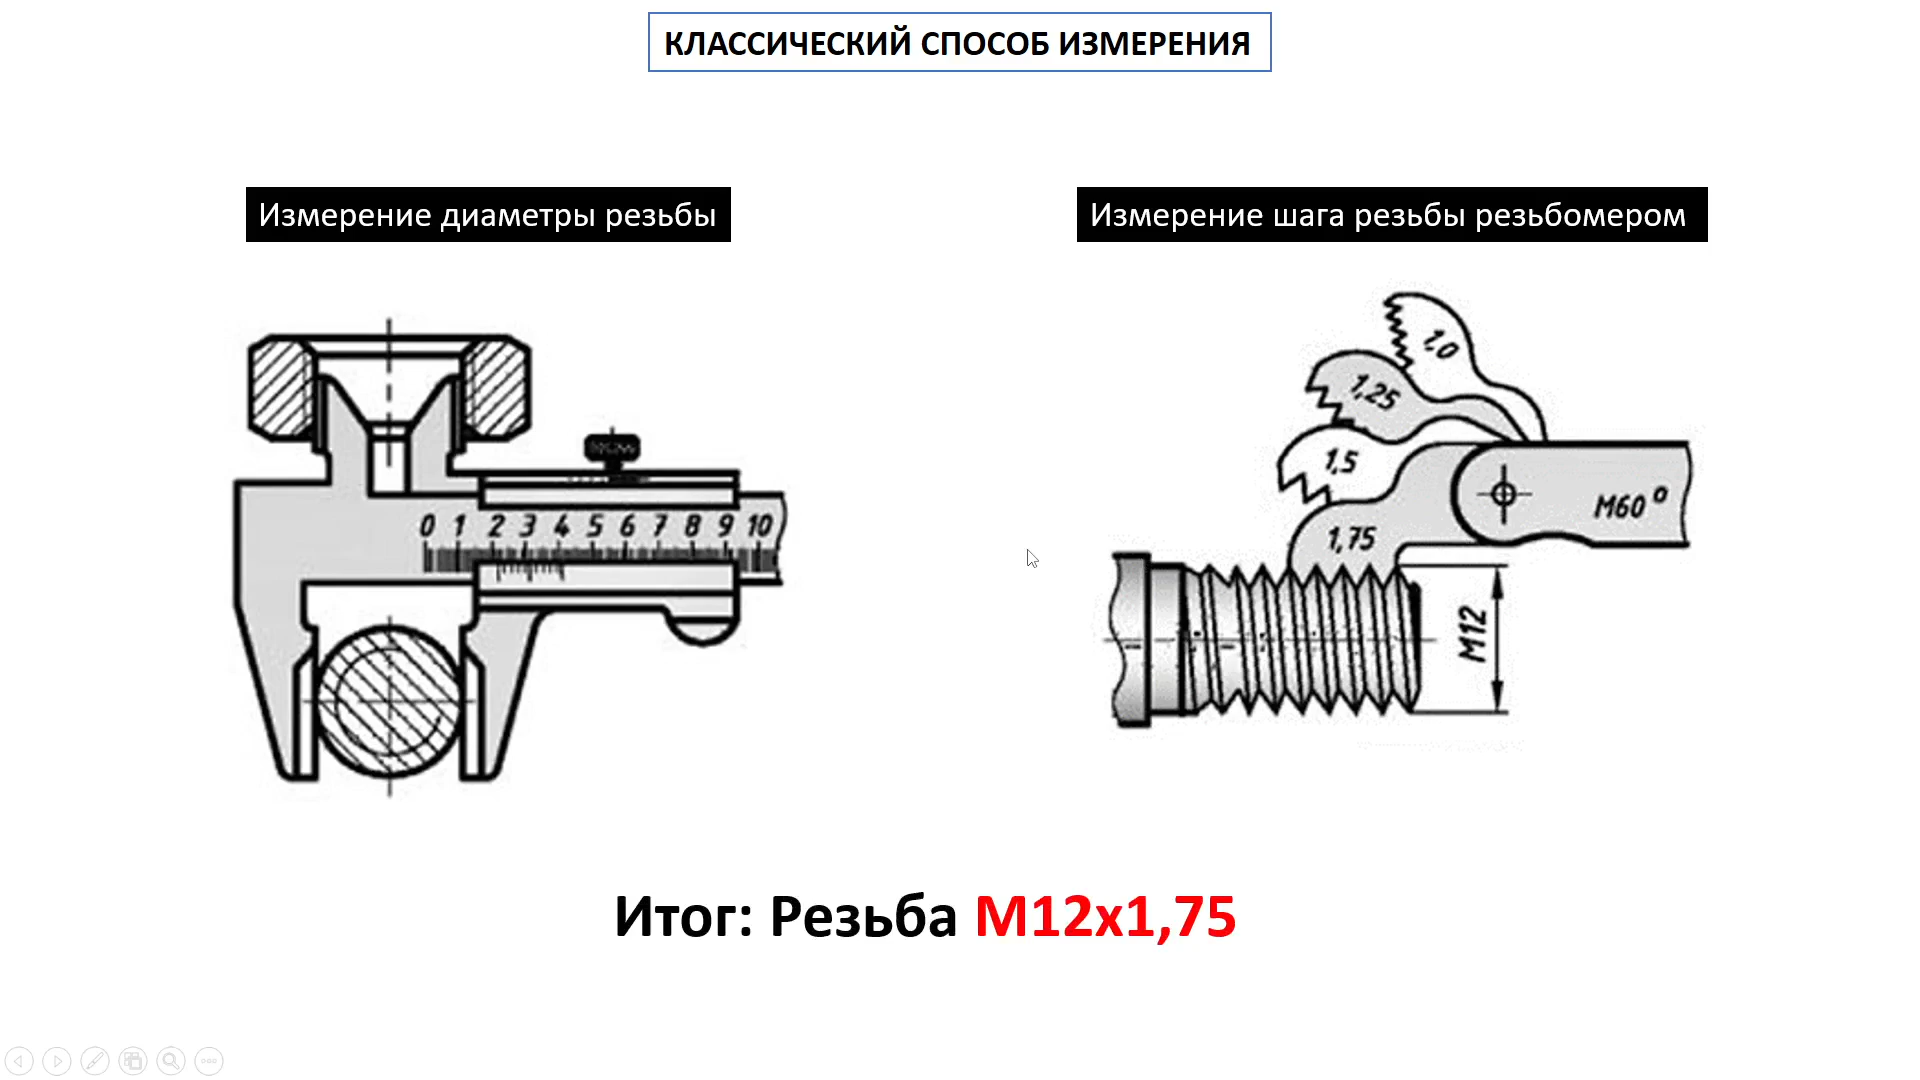 КЛАССИЧЕСКИЙ СПОСОБ ИЗМЕРЕНИЯ
Измерение диаметры резьбы
Измерение шага резьбы резьбомером
0 1 2 3 4 5 6 7 8 9 10
1,0
1,25
1,5
1,75
М60°
М12
Итог: Резьба М12х1,75